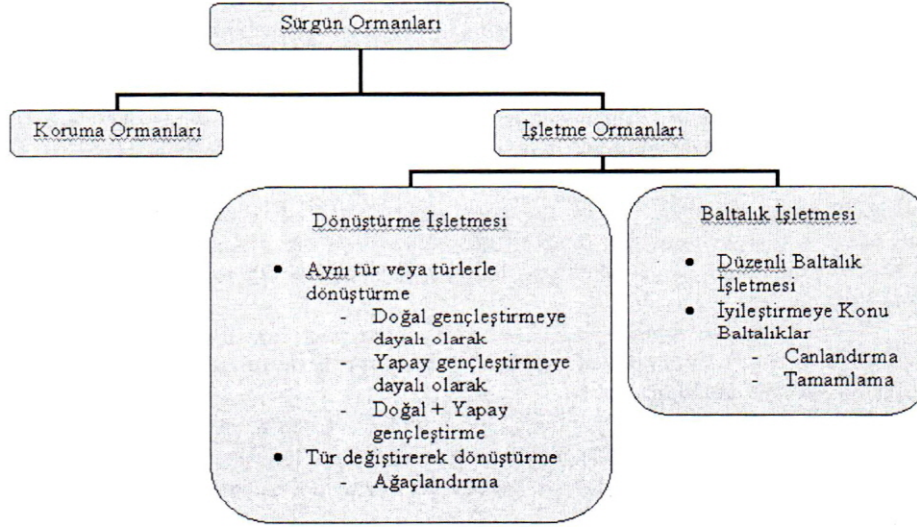 Sürgün Ormanları
Koruma Ormanları
İşletme Ormanları
Dönüştürme İşletmesi
• Aynı tür veya türlerle
dönüştürme
- Doğal gençleştirmeye
dayalı olarak
- Yapay gençleştirmeye
dayalı olarak
- Doğal + Yapay
gençleştirme
• Tür değiştirerek dönüştürme
- Ağaçlandırma
Baltalık İşletmesi
• Düzenli Baltalık
İşletmesi
• İyileştirmeye Konu
Baltalıklar
- Canlandırma
- Tamamlama